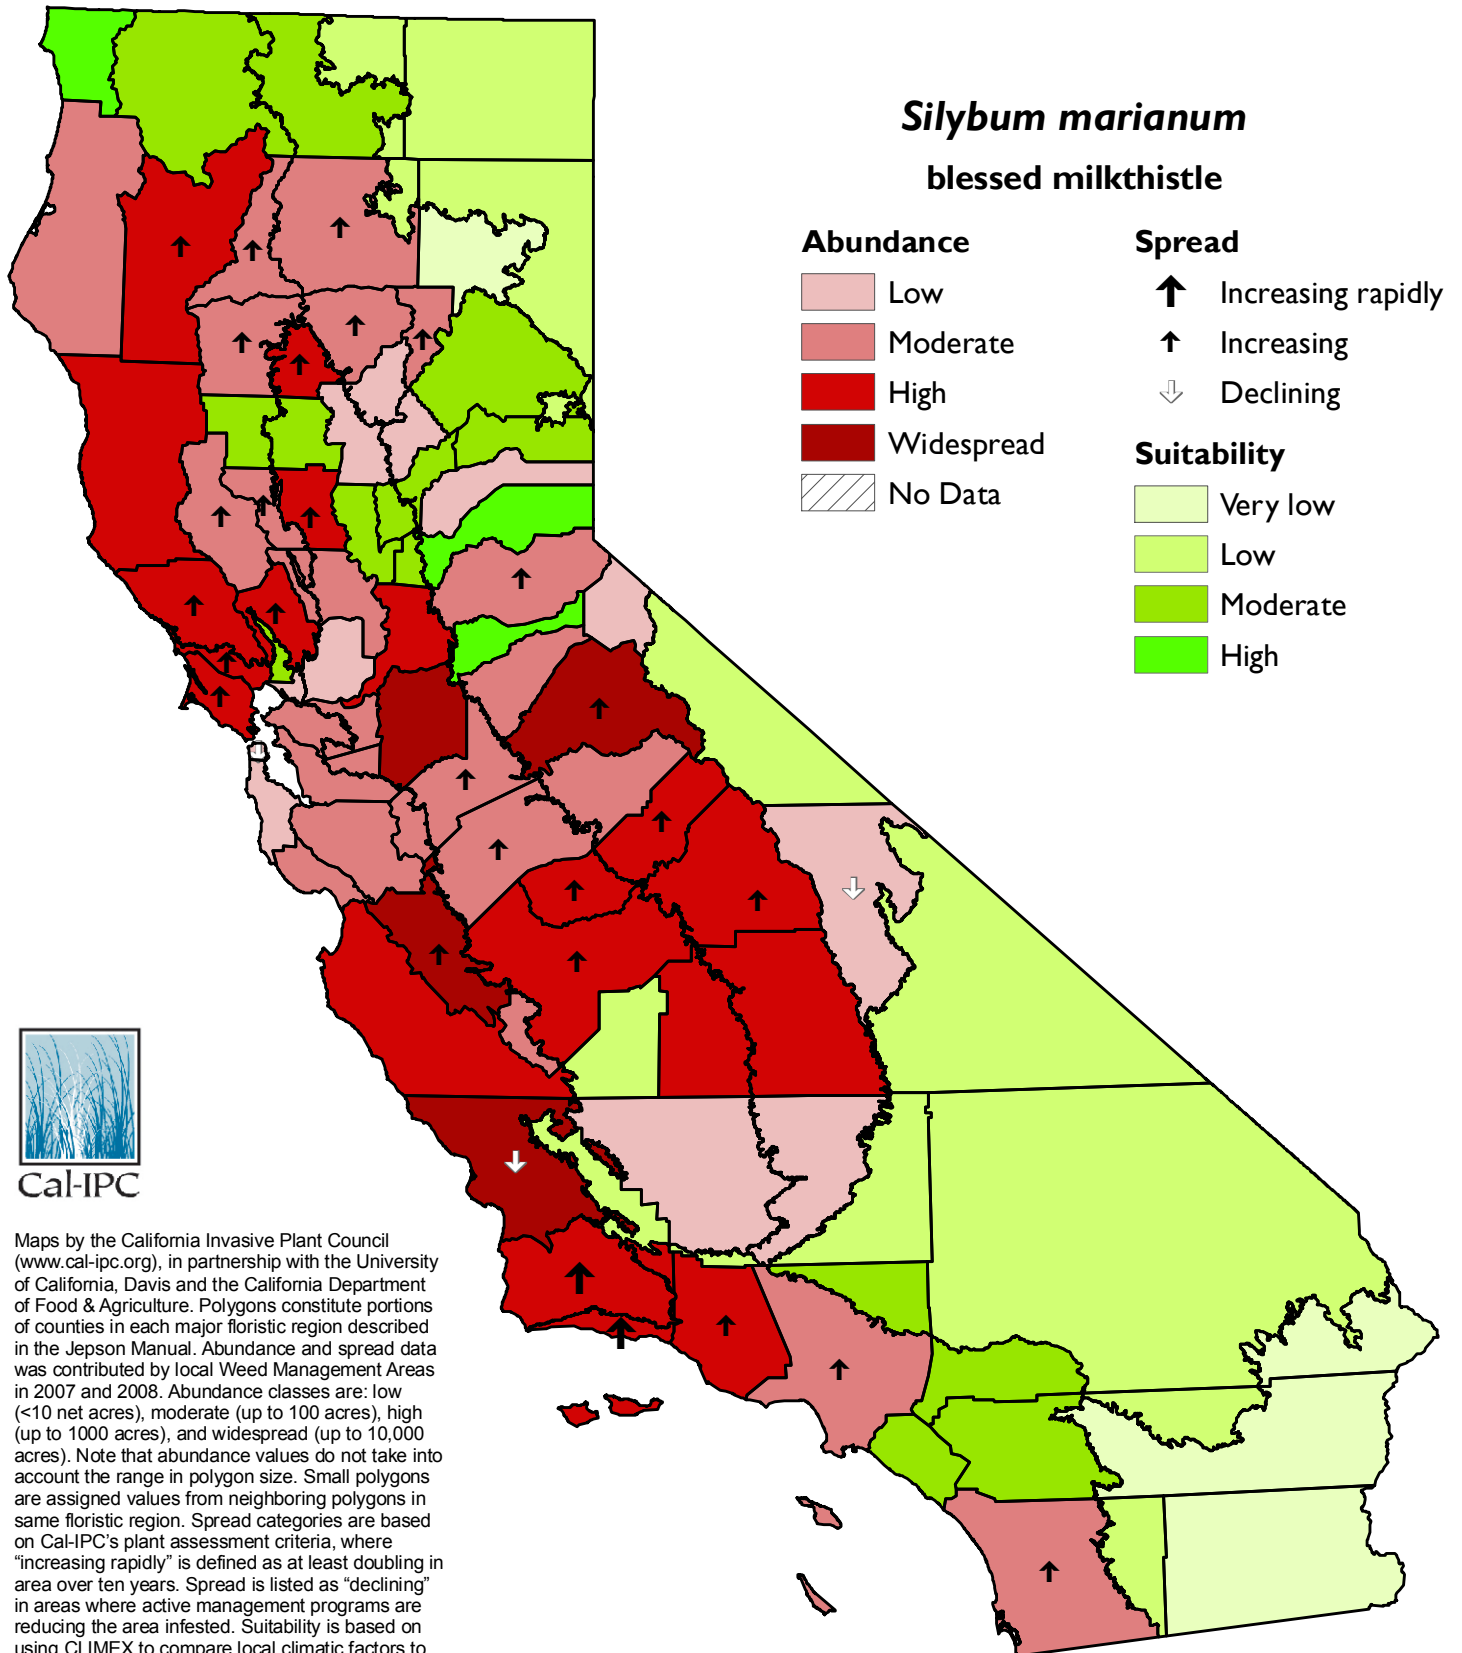 Silybum marianum
blessed milkthistle
Abundance
Low
Moderate
High
Widespread
No Data
Spread
Increasing rapidly
Increasing
Declining
Suitability
Very low
Low
Moderate
High
Cal-IPC
Maps by the California Invasive Plant Council
(www.cal-ipc.org), in partnership with the University
of California, Davis and the California Department
of Food & Agriculture. Polygons constitute portions
of counties in each major floristic region described
in the Jepson Manual. Abundance and spread data
was contributed by local Weed Management Areas
in 2007 and 2008. Abundance classes are: low
(<10 net acres), moderate (up to 100 acres), high
(up to 1000 acres), and widespread (up to 10,000
acres). Note that abundance values do not take into
account the range in polygon size. Small polygons
are assigned values from neighboring polygons in
same floristic region. Spread categories are based
on Cal-IPC’s plant assessment criteria, where
“increasing rapidly” is defined as at least doubling in
area over ten years. Spread is listed as “declining”
in areas where active management programs are
reducing the area infested. Suitability is based on
using CLIMEX to compare local climatic factors to